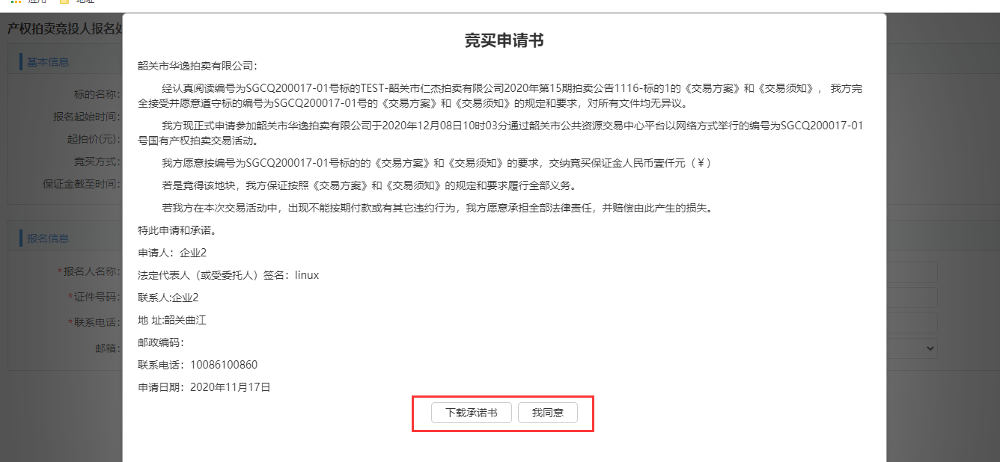 应用 地址
产权拍卖竞投人报名处
基本信息
标的名称:
报名起始时间:
起拍价(元):
竞买方式:
保证金截至时间:
报名信息
*报名人名称:
*证件号码:
*联系电话:
邮箱:
竞买申请书
韶关市华逸拍卖有限公司：
经认真阅读编号为SGCQ200017-01号标的TEST-韶关市仁杰拍卖有限公司2020年第15期拍卖公告1116-标的1的《交易方案》和《交易须知》， 我方完
全接受并愿意遵守标的编号为SGCQ200017-01号的《交易方案》和《交易须知》的规定和要求，对所有文件均无异议。
我方现正式申请参加韶关市华逸拍卖有限公司于2020年12月08日10时03分通过韶关市公共资源交易中心平台以网络方式举行的编号为SGCQ200017-01
号国有产权拍卖交易活动。
我方愿意按编号为SGCQ200017-01号标的的《交易方案》和《交易须知》的要求，交纳竞买保证金人民币壹仟元（￥）
若是竞得该地块，我方保证按照《交易方案》和《交易须知》的规定和要求履行全部义务。
若我方在本次交易活动中，出现不能按期付款或有其它违约行为，我方愿意承担全部法律责任，并赔偿由此产生的损失。
特此申请和承诺。
申请人：企业2
法定代表人（或受委托人）签名：linux
联系人:企业2
地 址:韶关曲江
邮政编码：
联系电话：10086100860
申请日期：2020年11月17日
下载承诺书 我同意